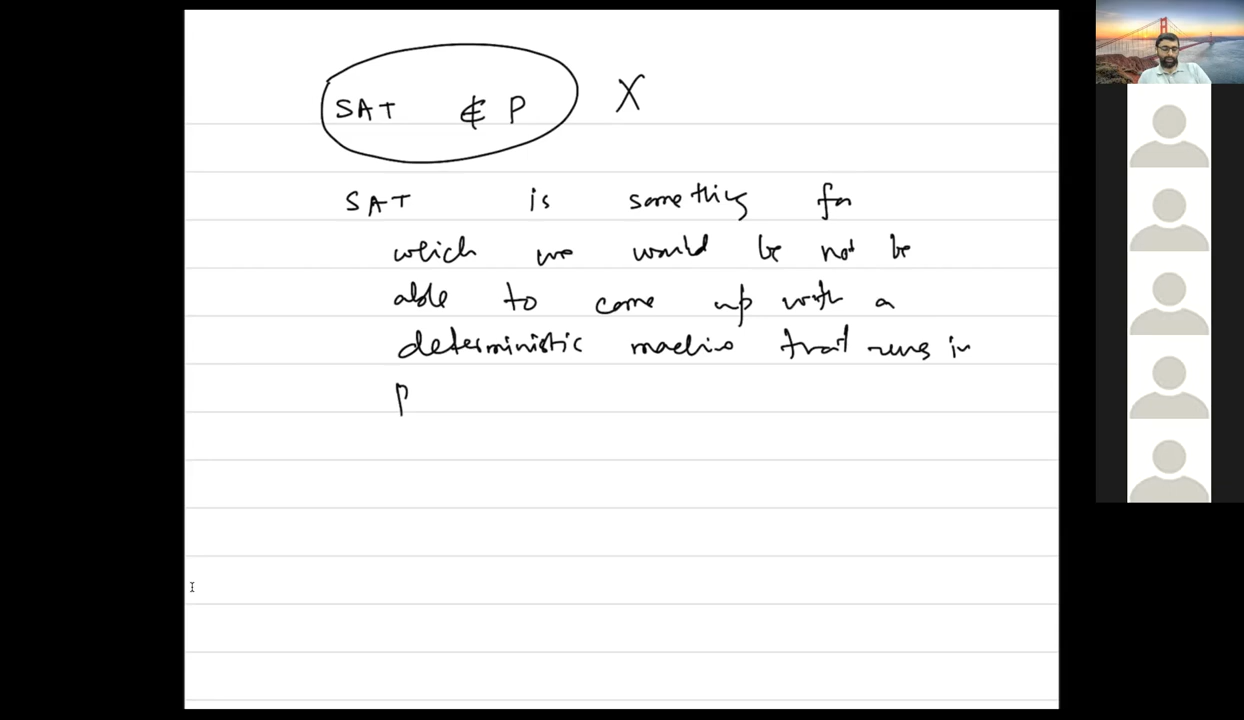 SAT ∉ P X
SAT is something for
which we would be not be
able to come up with a
deterministic machine that runs in
p